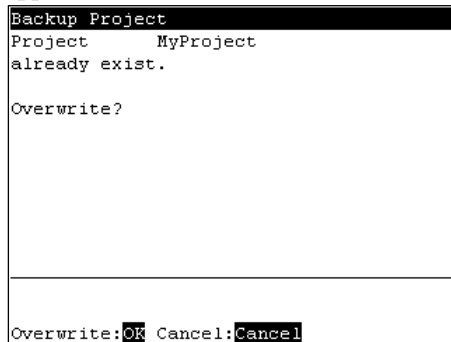 Backup Project
Project      MyProject
already exist.
Overwrite?
Overwrite:OK Cancel:Cancel